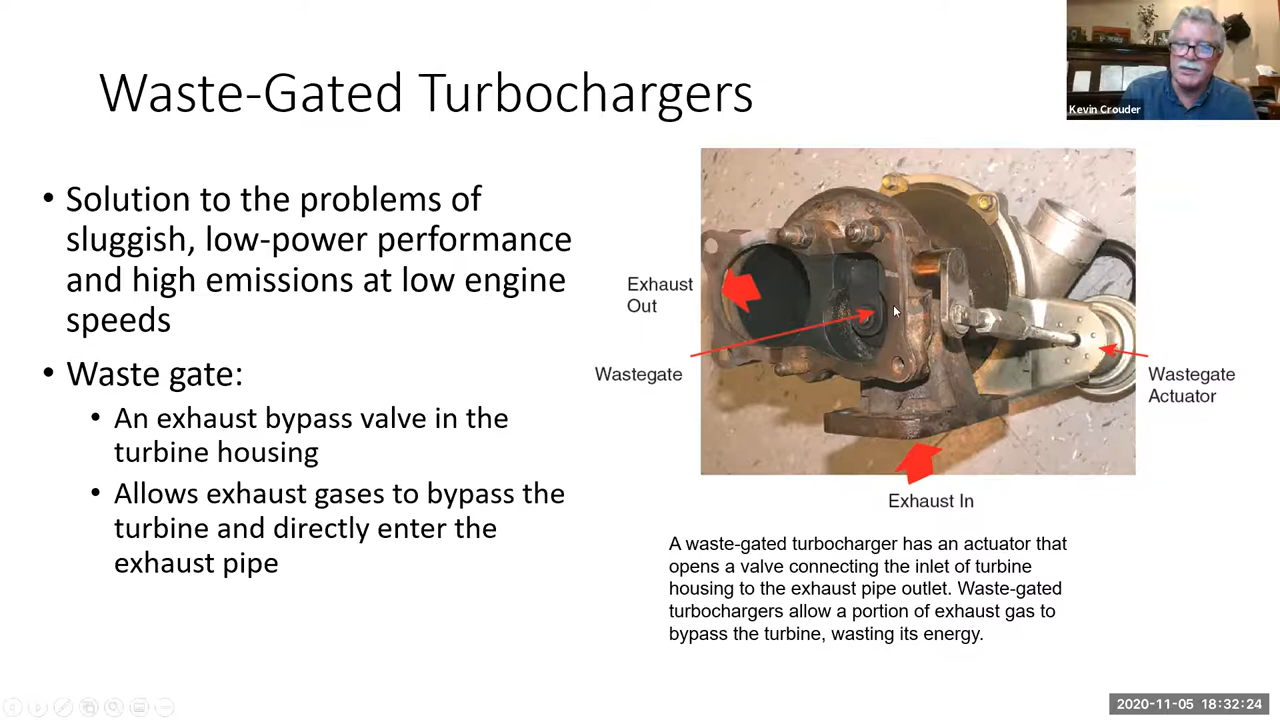 Waste-Gated Turbochargers
Kevin Crouder
• Solution to the problems of
sluggish, low-power performance
and high emissions at low engine
speeds
• Waste gate:
• An exhaust bypass valve in the
turbine housing
• Allows exhaust gases to bypass the
turbine and directly enter the
exhaust pipe
Exhaust
Out
Wastegate
Wastegate
Actuator
Exhaust In
A waste-gated turbocharger has an actuator that
opens a valve connecting the inlet of turbine
housing to the exhaust pipe outlet. Waste-gated
turbochargers allow a portion of exhaust gas to
bypass the turbine, wasting its energy.
2020-11-05 18:32:24